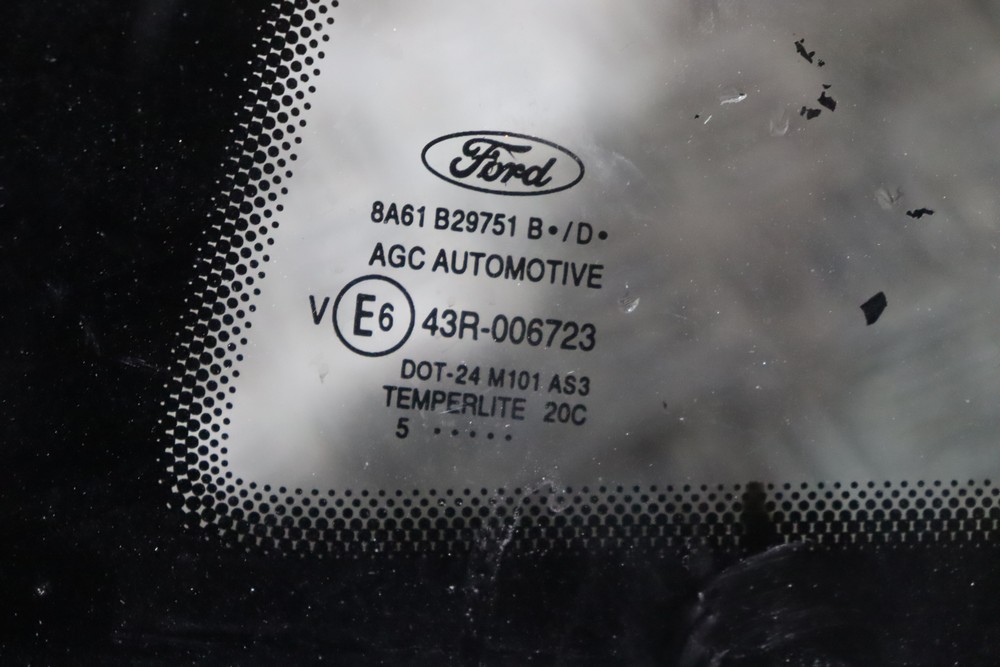 Ford
8A61 B29751 B•/D•
AGC AUTOMOTIVE
V E6 43R-006723
DOT-24 M101 AS3
TEMPERLITE 20C
5 •••••